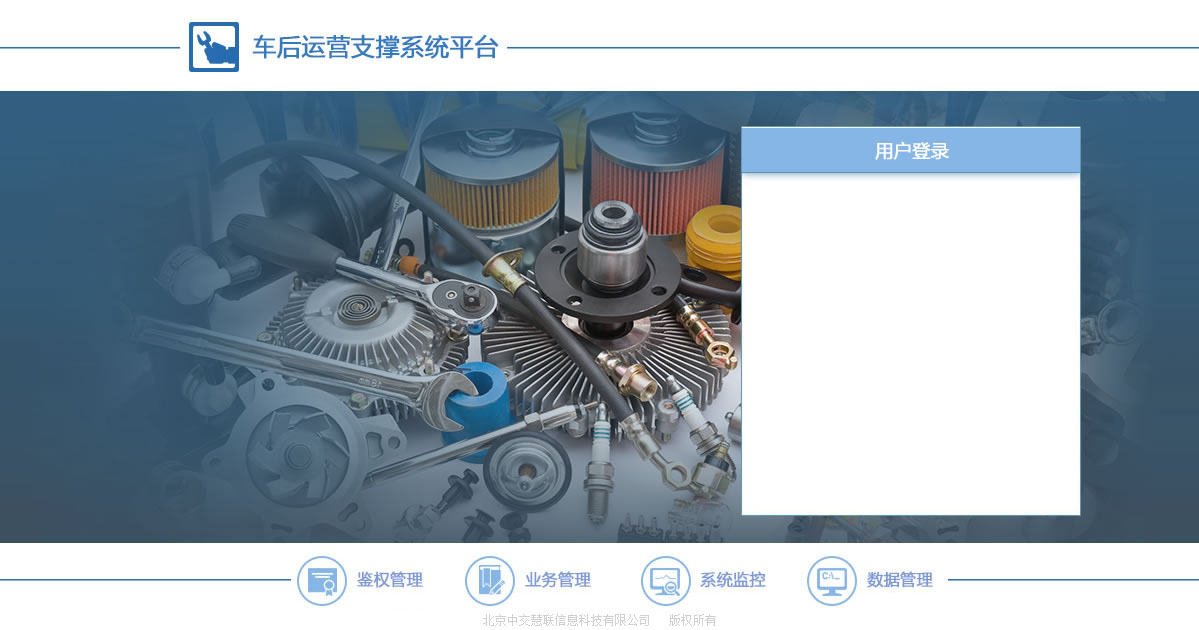 车后运营支撑系统平台
用户登录
鉴权管理
业务管理
系统监控
C:\_
数据管理
北京中交慧联信息科技有限公司 版权所有